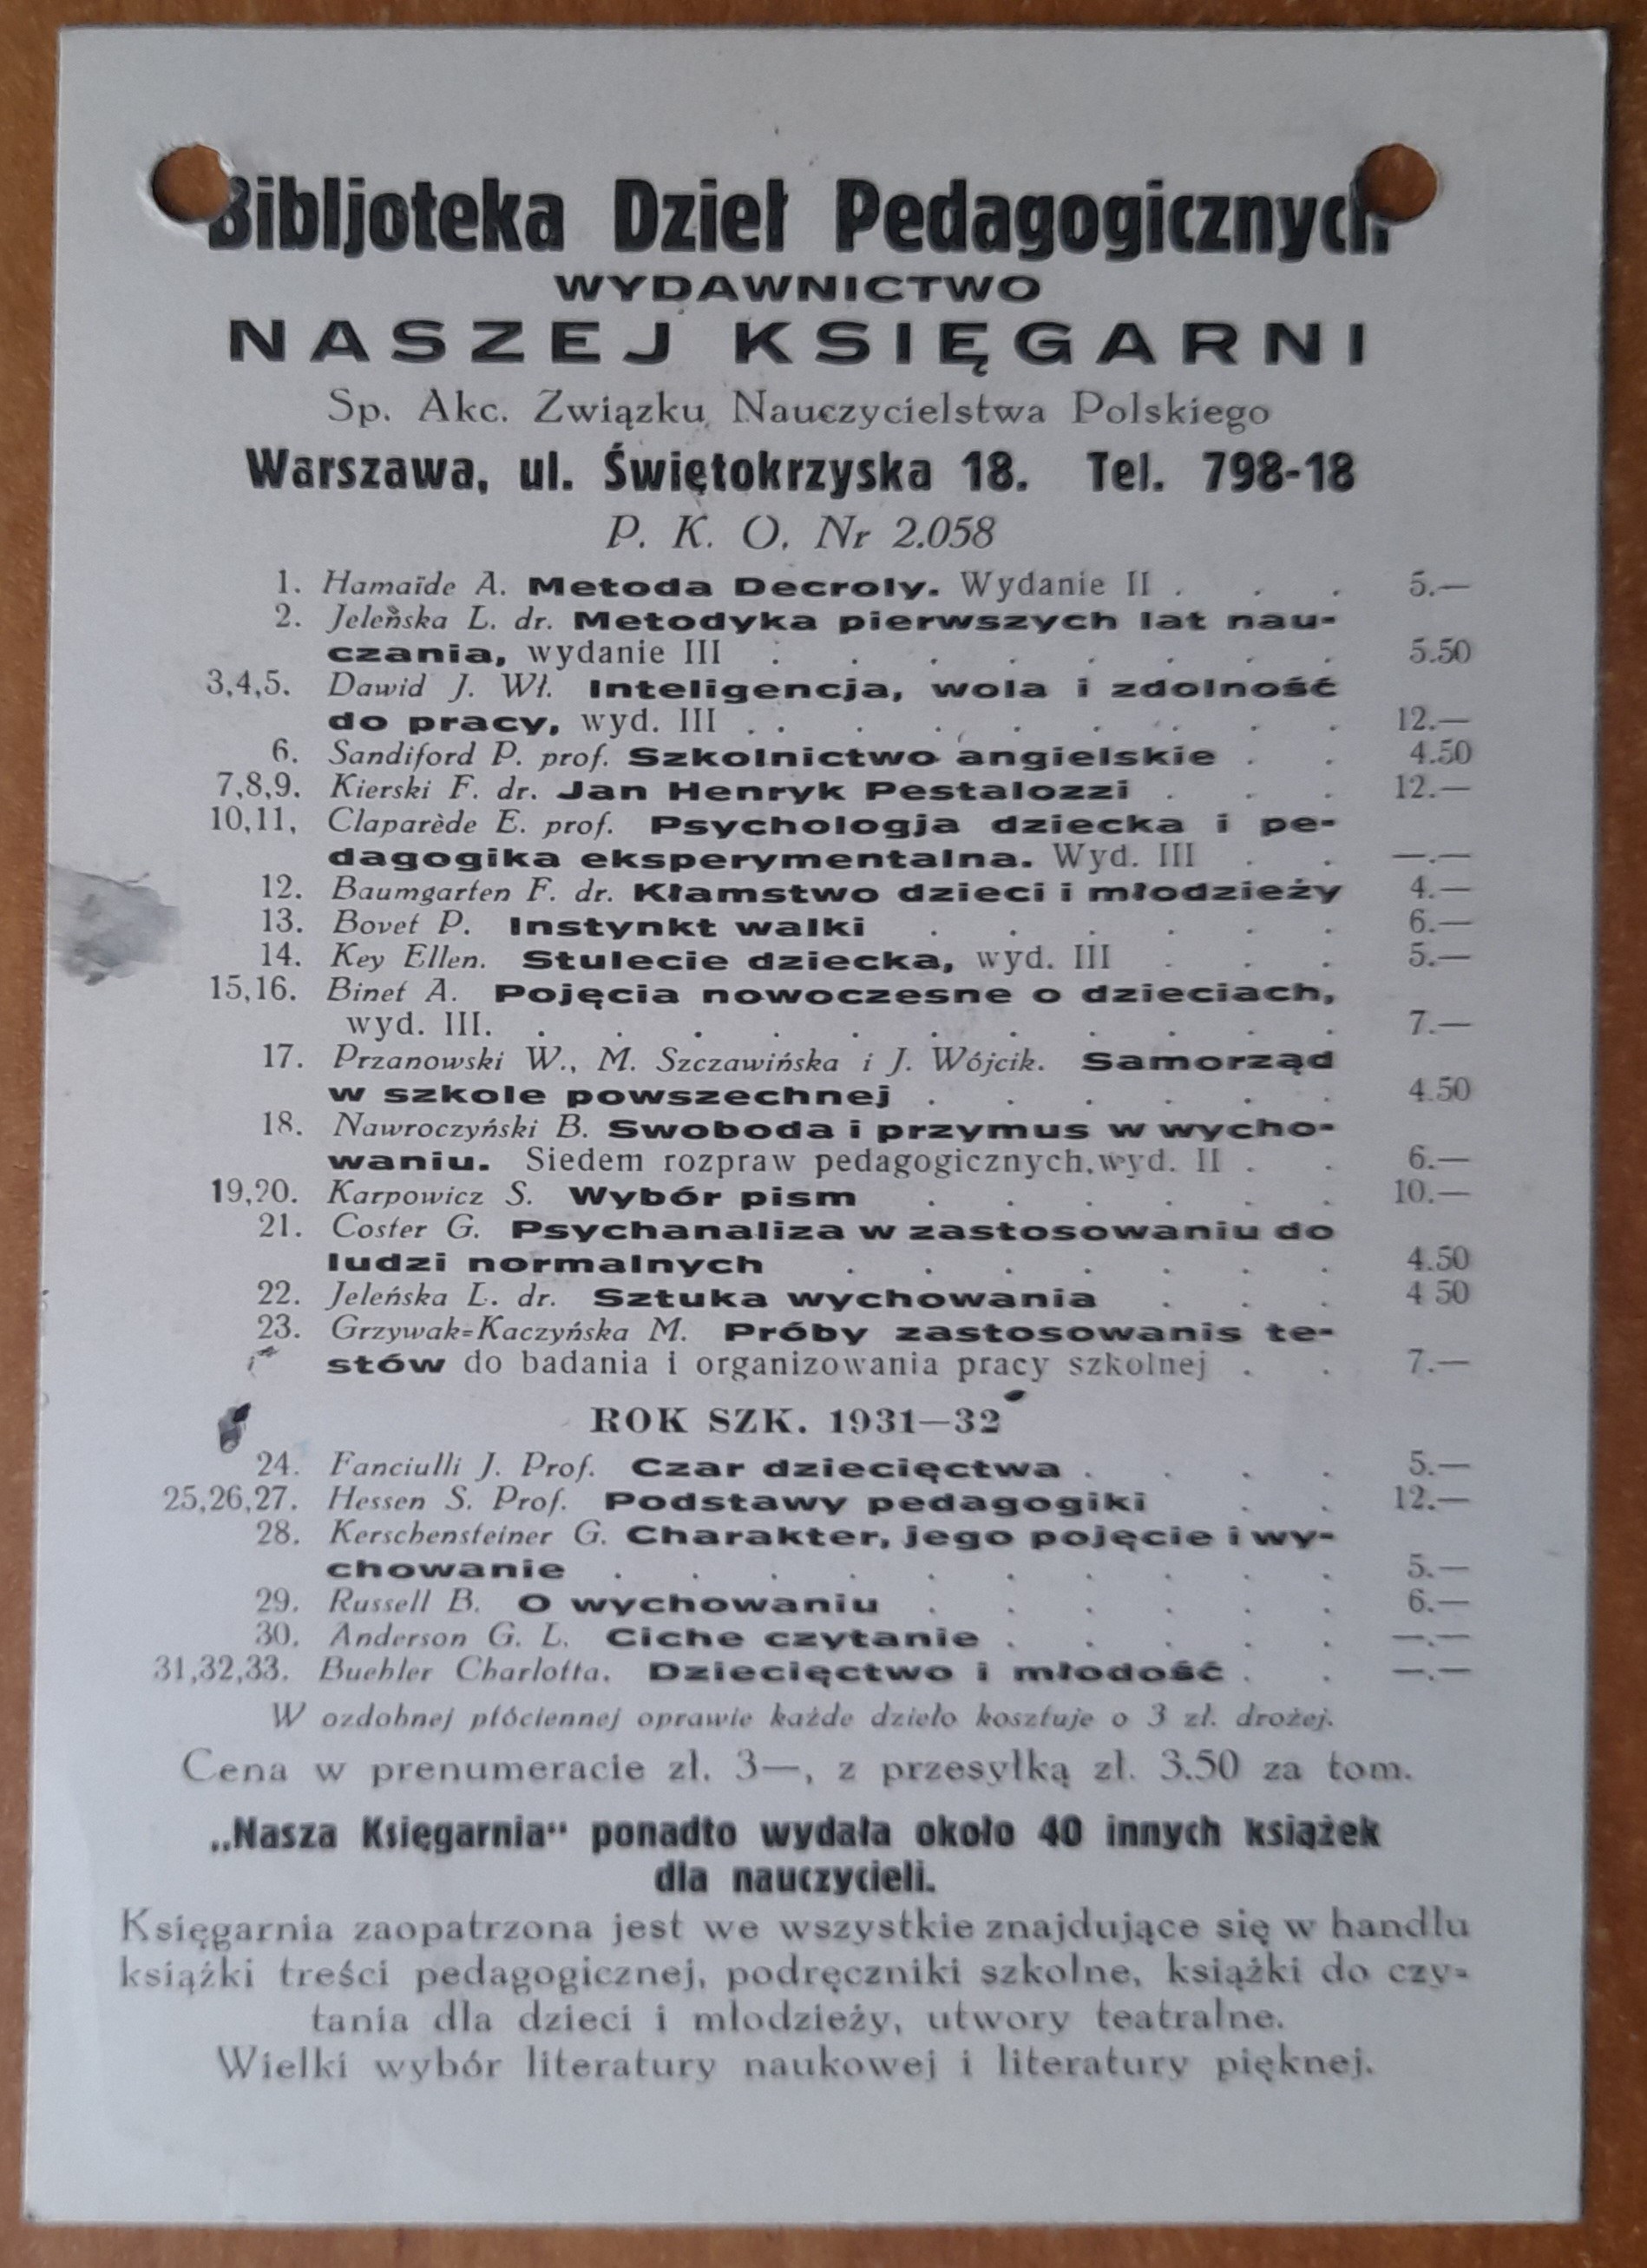 Bibljoteka Dzieł Pedagogicznych
WYDAWNICTWO
NASZEJ KSIĘGARNI
Sp. Akc. Związku Nauczycielstwa Polskiego
Warszawa, ul. Świętokrzyska 18. Tel. 798-18
P. K. O. Nr 2.058
1. Hamaïde A. Metoda Decroly. Wydanie II . . . 5.—
2. Jeleńska L. dr. Metodyka pierwszych lat nau-
czania, wydanie III . . . . . . . . 5.50
3,4,5. Dawid J. Wł. Inteligencja, wola i zdolność
do pracy, wyd. III . . . . . . . . . 12.—
6. Sandiford P. prof. Szkolnictwo angielskie . . 4.50
7,8,9. Kierski F. dr. Jan Henryk Pestalozzi . . . 12.—
10,11, Claparède E. prof. Psychologja dziecka i pe-
dagogika eksperymentalna. Wyd. III . . —.—
12. Baumgarten F. dr. Kłamstwo dzieci i młodzieży 4.—
13. Bovet P. Instynkt walki . . . . . . 6.—
14. Key Ellen. Stulecie dziecka, wyd. III . . . 5.—
15,16. Binet A. Pojęcia nowoczesne o dzieciach,
wyd. III. . . . . . . . . . . . 7.—
17. Przanowski W., M. Szczawińska i J. Wójcik. Samorząd
w szkole powszechnej . . . . . . 4.50
18. Nawroczyński B. Swoboda i przymus w wycho-
waniu. Siedem rozpraw pedagogicznych, wyd. II . . 6.—
19,20. Karpowicz S. Wybór pism . . . . . . 10.—
21. Coster G. Psychanaliza w zastosowaniu do
ludzi normalnych . . . . . . . 4.50
22. Jeleńska L. dr. Sztuka wychowania . . . 4 50
23. Grzywak-Kaczyńska M. Próby zastosowanis te-
stów do badania i organizowania pracy szkolnej . . 7.—
ROK SZK. 1931—32
24. Fanciulli J. Prof. Czar dziecięctwa . . . . 5.—
25,26,27. Hessen S. Prof. Podstawy pedagogiki . . 12.—
28. Kerschensteiner G. Charakter, jego pojęcie i wy-
chowanie . . . . . . . . . . 5.—
29. Russell B. O wychowaniu . . . . . . 6.—
30. Anderson G. L. Ciche czytanie . . . . . —.—
31,32,33. Buehler Charlotta. Dziecięctwo i młodość . . —.—
W ozdobnej płóciennej oprawie każde dzieło kosztuje o 3 zł. drożej.
Cena w prenumeracie zł. 3—, z przesyłką zł. 3.50 za tom.
„Nasza Księgarnia“ ponadto wydała około 40 innych książek
dla nauczycieli.
Księgarnia zaopatrzona jest we wszystkie znajdujące się w handlu
książki treści pedagogicznej, podręczniki szkolne, książki do czy-
tania dla dzieci i młodzieży, utwory teatralne.
Wielki wybór literatury naukowej i literatury pięknej.